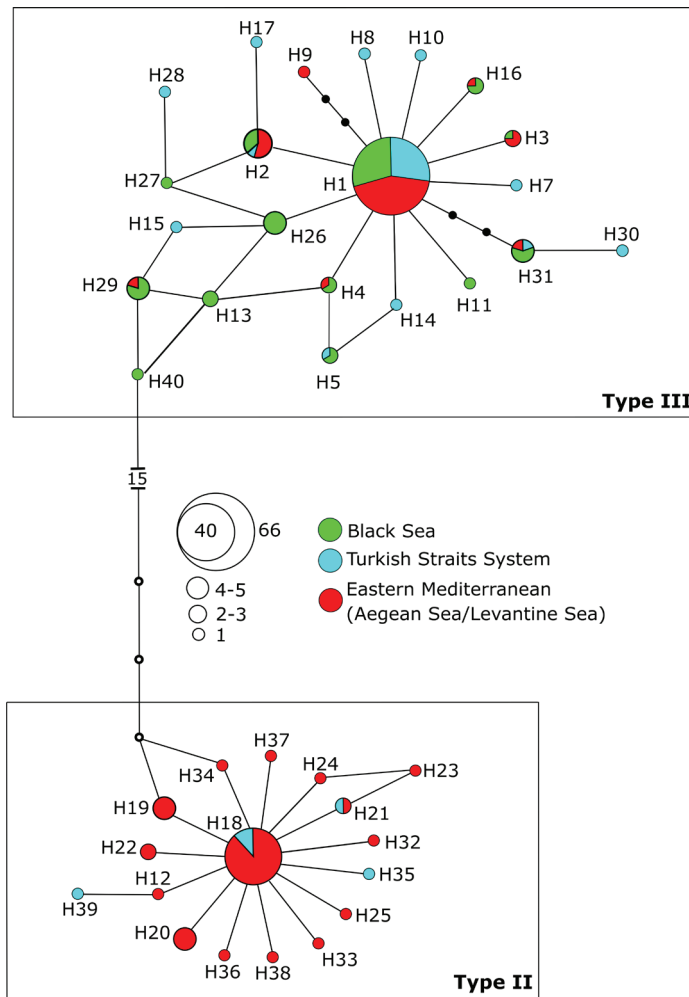 H17
H8
H10
H9
H28
H16
H3
H2
H1
H27
H7
H15
H26
H30
H31
H29
H4
H11
H13
H14
H5
H40
Type III
15
40
66
Black Sea
Turkish Straits System
4-5
Eastern Mediterranean
2-3
(Aegean Sea/Levantine Sea)
1
H37
H34
H24
H23
H19
H21
H18
H22
H32
H12
H35
H39
H25
H20
H33
H36
H38
Type II